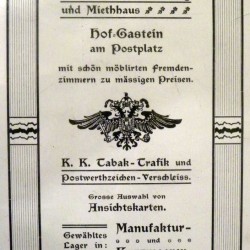 und Miethhaus
Hof-Gastein
am Postplatz
mit schön möblirten Fremden-
zimmern zu mässigen Preisen.
K. K. Tabak-Trafik und
Postwerthzeichen-Verschleiss.
Grosse Auswahl von
Ansichtskarten.
Gewähltes
Lager in:
Manufaktur-
und